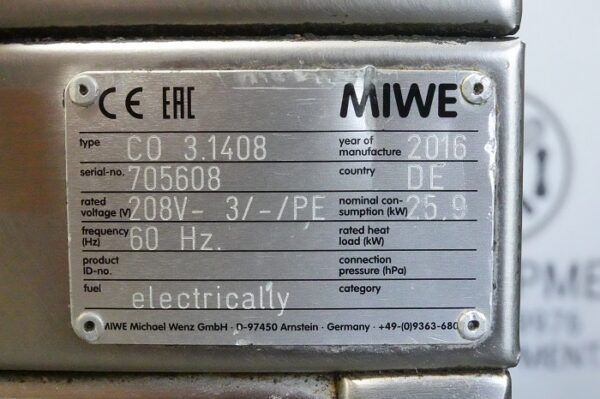 CE EAC MIWE
type CO 3.1408 year of manufacture 2016
serial-no. 705608 country DE
rated voltage (V) 208V- 3/-/PE nominal con-sumption (kW) 25.9
frequency (Hz) 60 Hz. rated heat load (kW)
product ID-no. connection pressure (hPa)
fuel electrically category
MIWE Michael Wenz GmbH · D-97450 Arnstein · Germany · +49-(0)9363-680